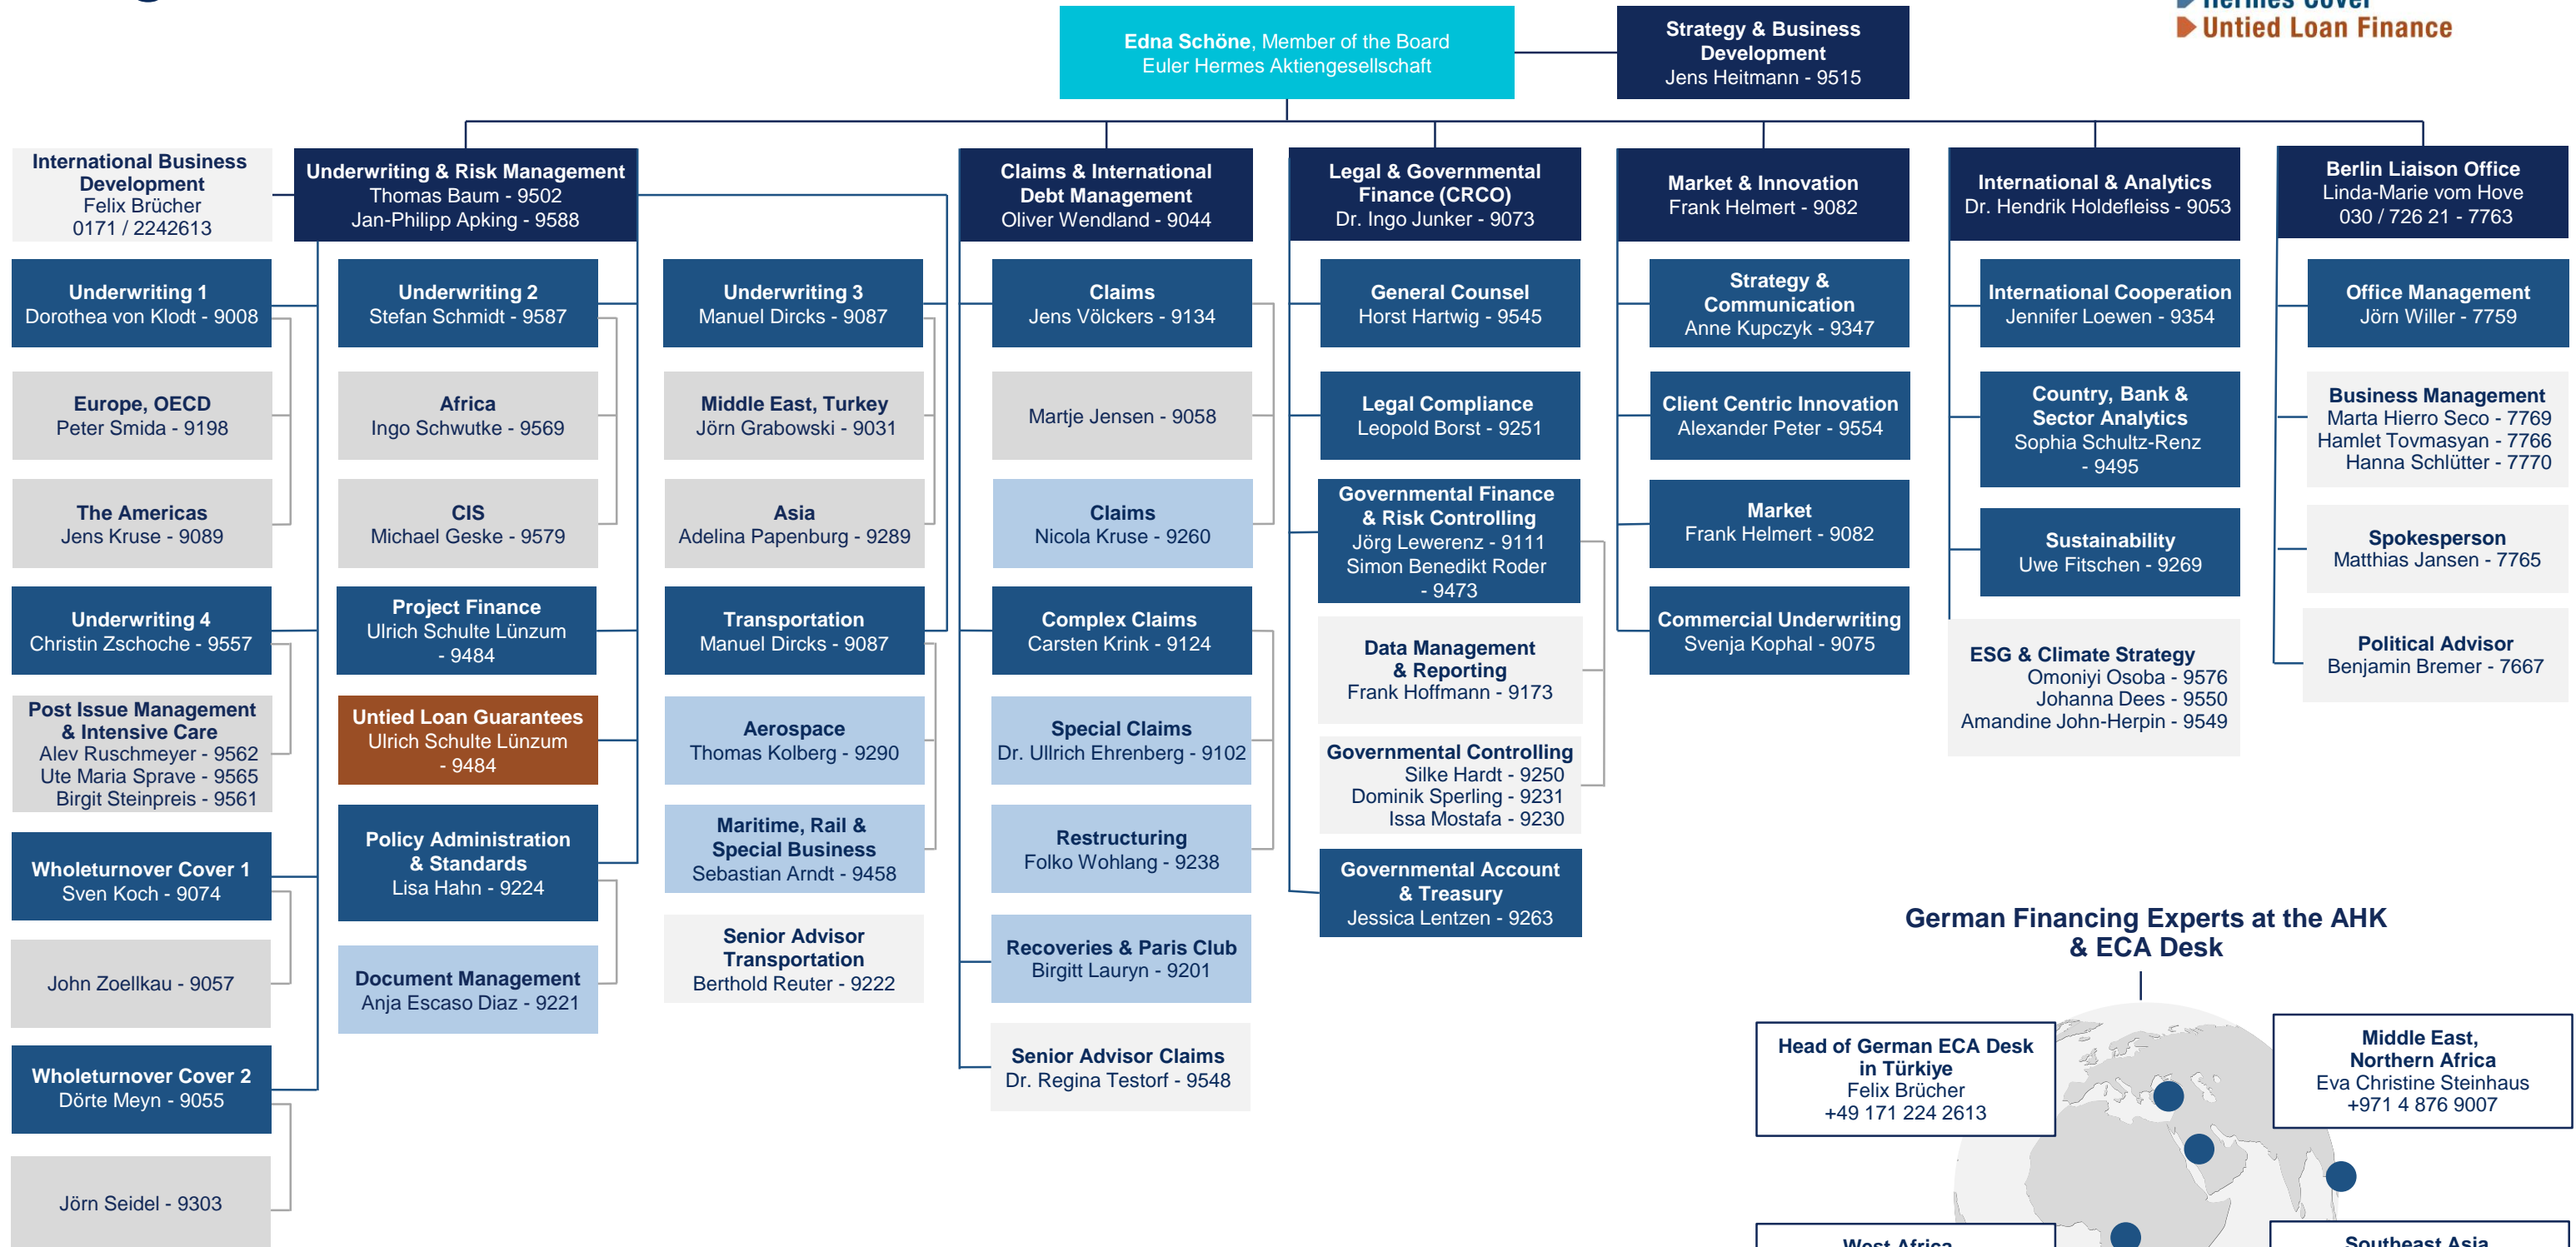 Hermes Cover
Untied Loan Finance
Edna Schöne, Member of the Board
Euler Hermes Aktiengesellschaft
Strategy & Business
Development
Jens Heitmann - 9515
International Business
Development
Felix Brücher
0171 / 2242613
Underwriting & Risk Management
Thomas Baum - 9502
Jan-Philipp Apking - 9588
Claims & International
Debt Management
Oliver Wendland - 9044
Legal & Governmental
Finance (CRCO)
Dr. Ingo Junker - 9073
Market & Innovation
Frank Helmert - 9082
International & Analytics
Dr. Hendrik Holdefleiss - 9053
Berlin Liaison Office
Linda-Marie vom Hove
030 / 726 21 - 7763
Underwriting 1
Dorothea von Klodt - 9008
Europe, OECD
Peter Smida - 9198
The Americas
Jens Kruse - 9089
Underwriting 4
Christin Zschoche - 9557
Post Issue Management
& Intensive Care
Alev Ruschmeyer - 9562
Ute Maria Sprave - 9565
Birgit Steinpreis - 9561
Wholeturnover Cover 1
Sven Koch - 9074
John Zoellkau - 9057
Wholeturnover Cover 2
Dörte Meyn - 9055
Jörn Seidel - 9303
Underwriting 2
Stefan Schmidt - 9587
Africa
Ingo Schwutke - 9569
CIS
Michael Geske - 9579
Project Finance
Ulrich Schulte Lünzum
- 9484
Untied Loan Guarantees
Ulrich Schulte Lünzum
- 9484
Policy Administration
& Standards
Lisa Hahn - 9224
Document Management
Anja Escaso Diaz - 9221
Underwriting 3
Manuel Dircks - 9087
Middle East, Turkey
Jörn Grabowski - 9031
Asia
Adelina Papenburg - 9289
Transportation
Manuel Dircks - 9087
Aerospace
Thomas Kolberg - 9290
Maritime, Rail &
Special Business
Sebastian Arndt - 9458
Senior Advisor
Transportation
Berthold Reuter - 9222
Claims
Jens Völckers - 9134
Martje Jensen - 9058
Claims
Nicola Kruse - 9260
Complex Claims
Carsten Krink - 9124
Special Claims
Dr. Ullrich Ehrenberg - 9102
Restructuring
Folko Wohlang - 9238
Recoveries & Paris Club
Birgitt Lauryn - 9201
Senior Advisor Claims
Dr. Regina Testorf - 9548
General Counsel
Horst Hartwig - 9545
Legal Compliance
Leopold Borst - 9251
Governmental Finance
& Risk Controlling
Jörg Lewerenz - 9111
Simon Benedikt Roder
- 9473
Data Management
& Reporting
Frank Hoffmann - 9173
Governmental Controlling
Silke Hardt - 9250
Dominik Sperling - 9231
Issa Mostafa - 9230
Governmental Account
& Treasury
Jessica Lentzen - 9263
Strategy &
Communication
Anne Kupczyk - 9347
Client Centric Innovation
Alexander Peter - 9554
Market
Frank Helmert - 9082
Commercial Underwriting
Svenja Kophal - 9075
International Cooperation
Jennifer Loewen - 9354
Country, Bank &
Sector Analytics
Sophia Schultz-Renz
- 9495
Sustainability
Uwe Fitschen - 9269
ESG & Climate Strategy
Omoniyi Osoba - 9576
Johanna Dees - 9550
Amandine John-Herpin - 9549
Office Management
Jörn Willer - 7759
Business Management
Marta Hierro Seco - 7769
Hamlet Tovmasyan - 7766
Hanna Schlütter - 7770
Spokesperson
Matthias Jansen - 7765
Political Advisor
Benjamin Bremer - 7667
German Financing Experts at the AHK
& ECA Desk
Head of German ECA Desk
in Türkiye
Felix Brücher
+49 171 224 2613
Middle East,
Northern Africa
Eva Christine Steinhaus
+971 4 876 9007
West Africa
Southeast Asia